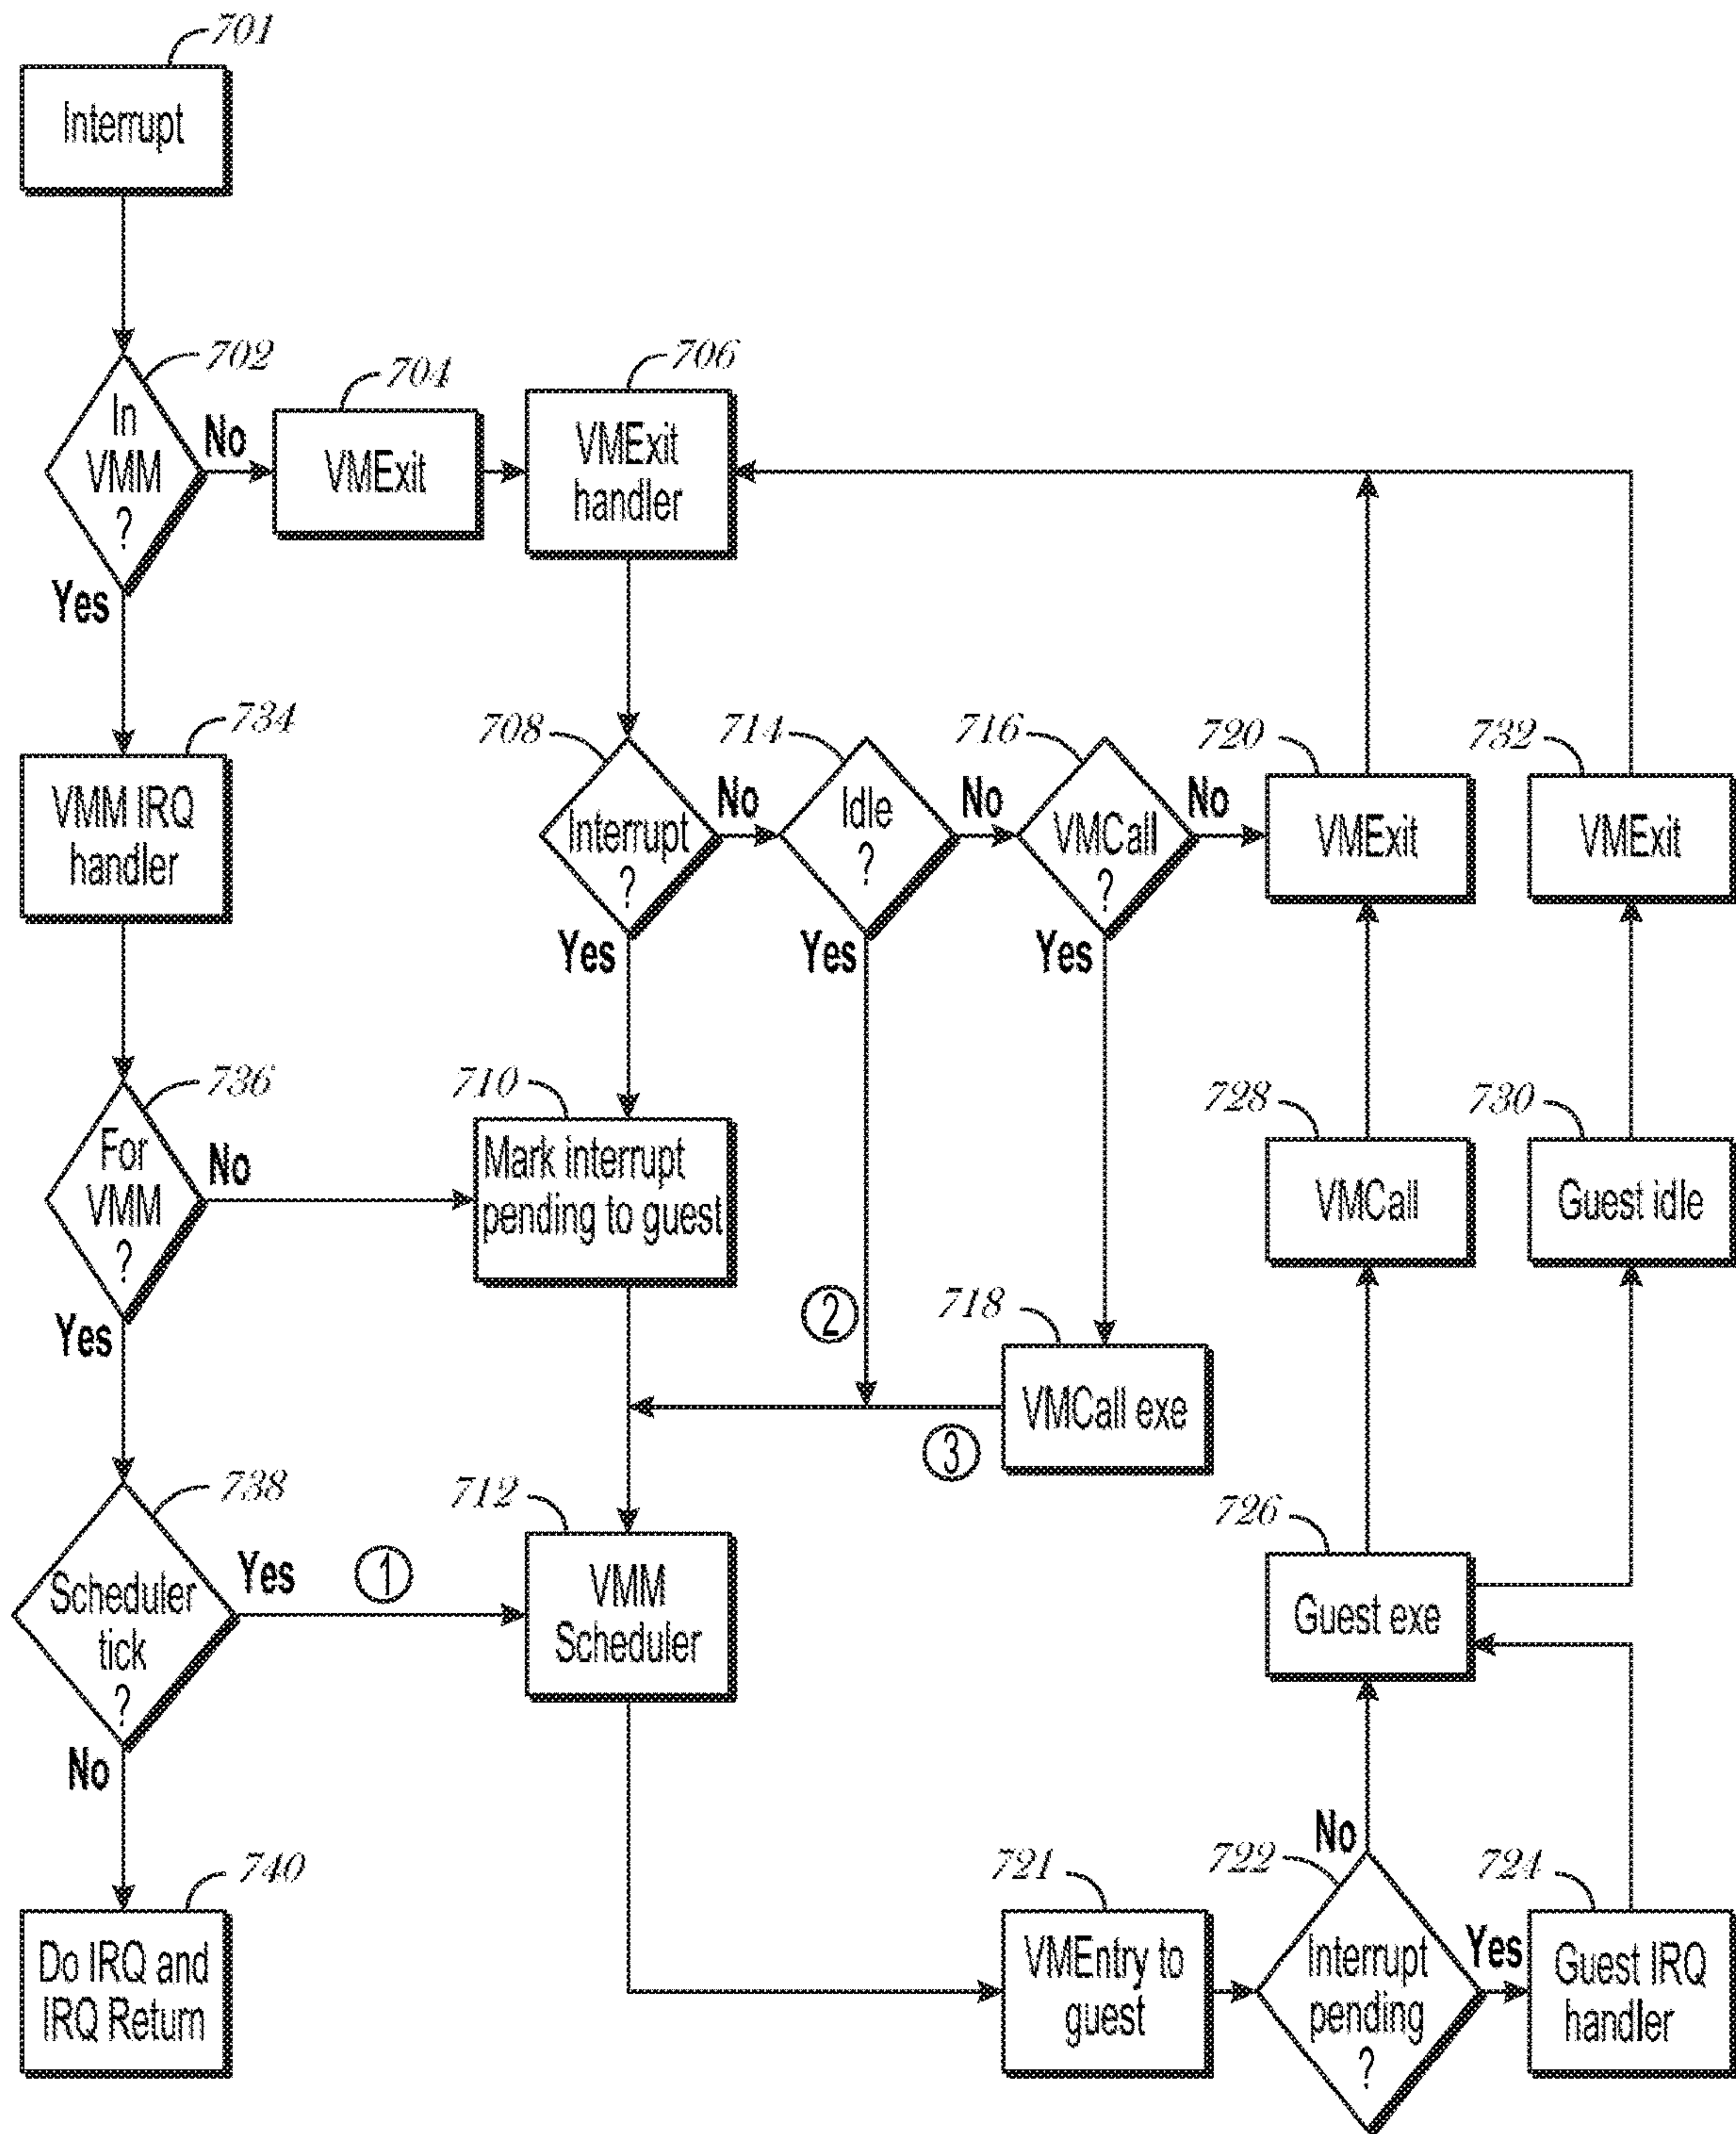 701
Interrupt
702
In
VMM
?
No
Yes
704
VMExit
706
VMExit
handler
734
VMM IRQ
handler
708
Interrupt
?
No
Yes
714
Idle
?
No
Yes
716
VMCall
?
No
Yes
720
VMExit
732
VMExit
736
For
VMM
?
No
Yes
710
Mark interrupt
pending to guest
2
718
VMCall exe
3
728
VMCall
730
Guest idle
738
Scheduler
tick
?
Yes
No
1
712
VMM
Scheduler
726
Guest exe
740
Do IRQ and
IRQ Return
721
VMEntry to
guest
722
No
Interrupt
pending
?
Yes
724
Guest IRQ
handler